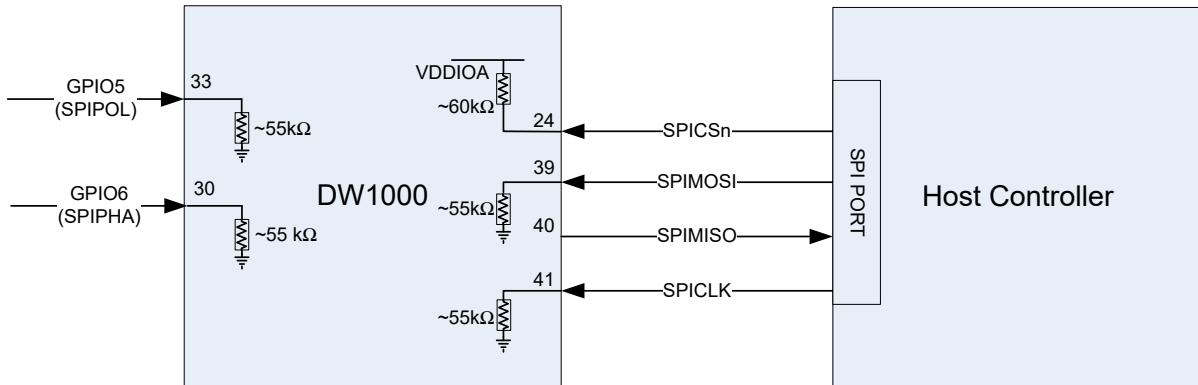 GPIO5
(SPIPOL)
33
~55kΩ
GPIO6
(SPIPHA)
30
~55 kΩ
DW1000
VDDIOA
~60kΩ
24
SPICSn
39
SPIMOSI
~55kΩ
40
SPIMISO
41
SPICLK
~55kΩ
SPI PORT
Host Controller